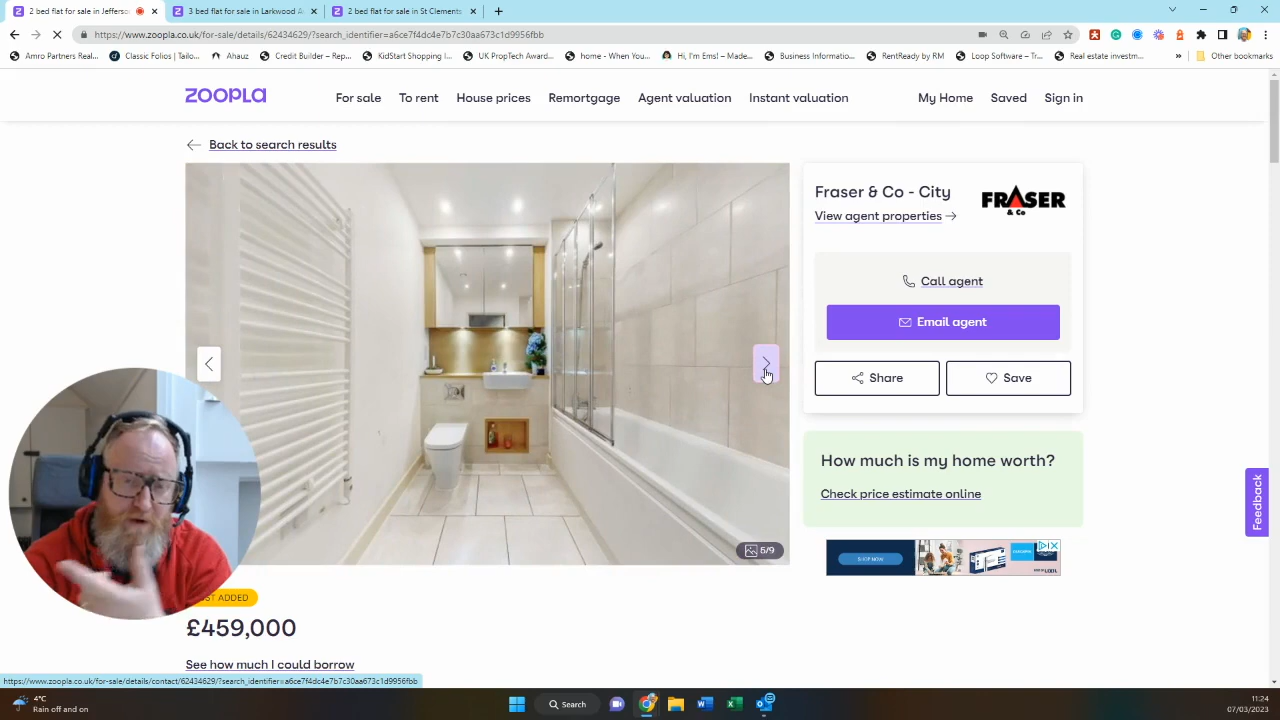 2 bed flat for sale in Jefferso
3 bed flat for sale in Larkwood A
2 bed flat for sale in St Clements
zoopla.co.uk/for-sale/details/62434629/?search_identifier=a6ce7f4dc4e7b7c30aa673c1d9956fbb
Amro Partners Real...
Classic Folios | Tailo...
Ahauz
Credit Builder – Rep...
KidStart Shopping |...
UK PropTech Award...
home - When You...
Hi, I'm Ems! – Made...
Business Informatio...
RentReady by RM
Loop Software – Tr...
Real estate investm...
»
Other bookmarks
ZOOPLA
For sale
To rent
House prices
Remortgage
Agent valuation
Instant valuation
My Home
Saved
Sign in
Back to search results
Fraser & Co - City
View agent properties
FRASER
& Co
Call agent
Email agent
Share
Save
How much is my home worth?
Check price estimate online
Feedback
SHOP NOW
5/9
ST ADDED
£459,000
See how much I could borrow
https://www.zoopla.co.uk/for-sale/details/contact/62434629/?search_identifier=a6ce7f4dc4e7b7c30aa673c1d9956fbb
4°C
Rain off and on
Search
11:24
07/03/2023